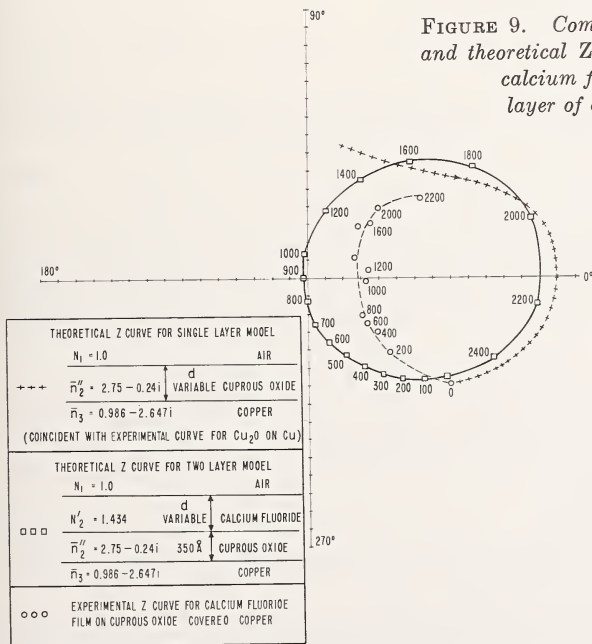 90°
FIGURE 9. Com
and theoretical Z
calcium f
layer of
1600
1800
1400
2200
2000
1200
2000
1600
1000
900
1200
1000
180°
0°
800
2200
800
600
400
700
600
200
2400
500
400
300
200
100
0
THEORETICAL Z CURVE FOR SINGLE LAYER MODEL
N₁ = 1.0 AIR
d
+++ n̄₂″ = 2.75 – 0.24i VARIABLE CUPROUS OXIDE
n̄₃ = 0.986 – 2.647i COPPER
(COINCIDENT WITH EXPERIMENTAL CURVE FOR Cu₂O ON Cu)
THEORETICAL Z CURVE FOR TWO LAYER MODEL
N₁ = 1.0 AIR
d
N₂′ = 1.434 VARIABLE CALCIUM FLUORIDE
□□□
n̄₂″ = 2.75 – 0.24i 350 Å CUPROUS OXIDE
n̄₃ = 0.986 – 2.647i COPPER
270°
EXPERIMENTAL Z CURVE FOR CALCIUM FLUORIDE
○○○ FILM ON CUPROUS OXIDE COVERED COPPER